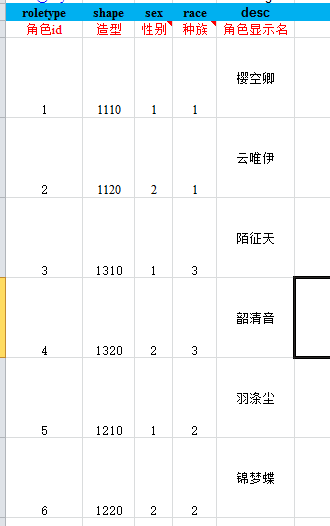 roletype shape sex race desc
角色id 造型 性别 种族 角色显示名
1 1110 1 1 樱空卿
2 1120 2 1 云唯伊
3 1310 1 3 陌征天
4 1320 2 3 韶清音
5 1210 1 2 羽涤尘
6 1220 2 2 锦梦蝶